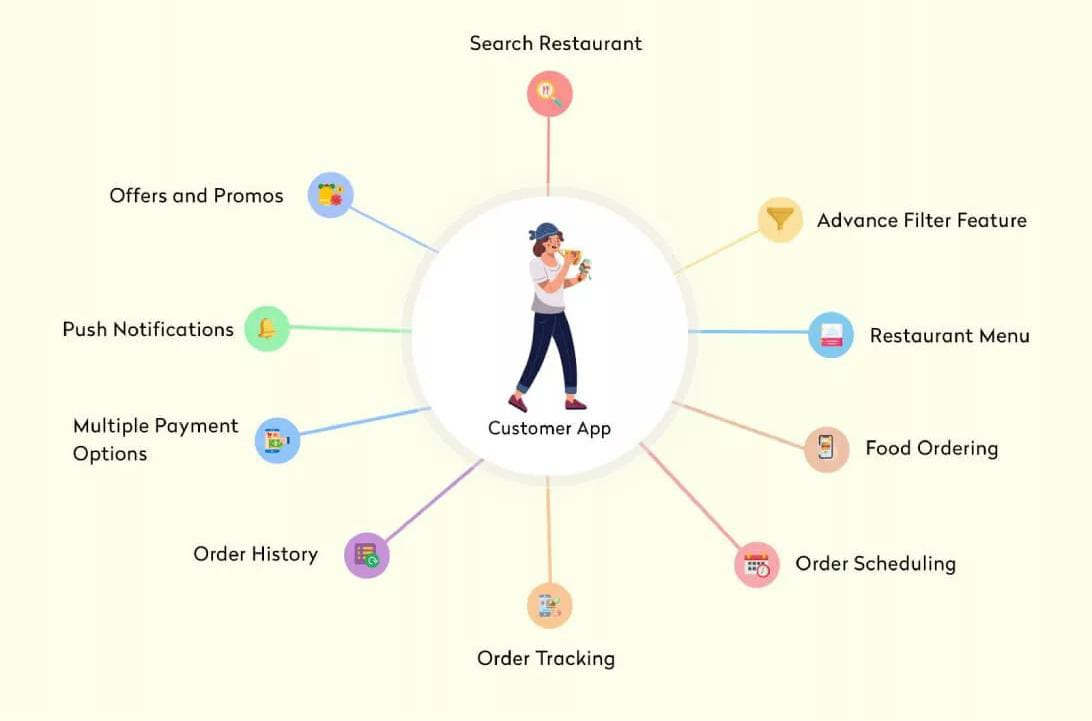 Search Restaurant
Offers and Promos
Advance Filter Feature
Push Notifications
Restaurant Menu
Multiple Payment
Options
Customer App
Food Ordering
Order History
Order Scheduling
Order Tracking